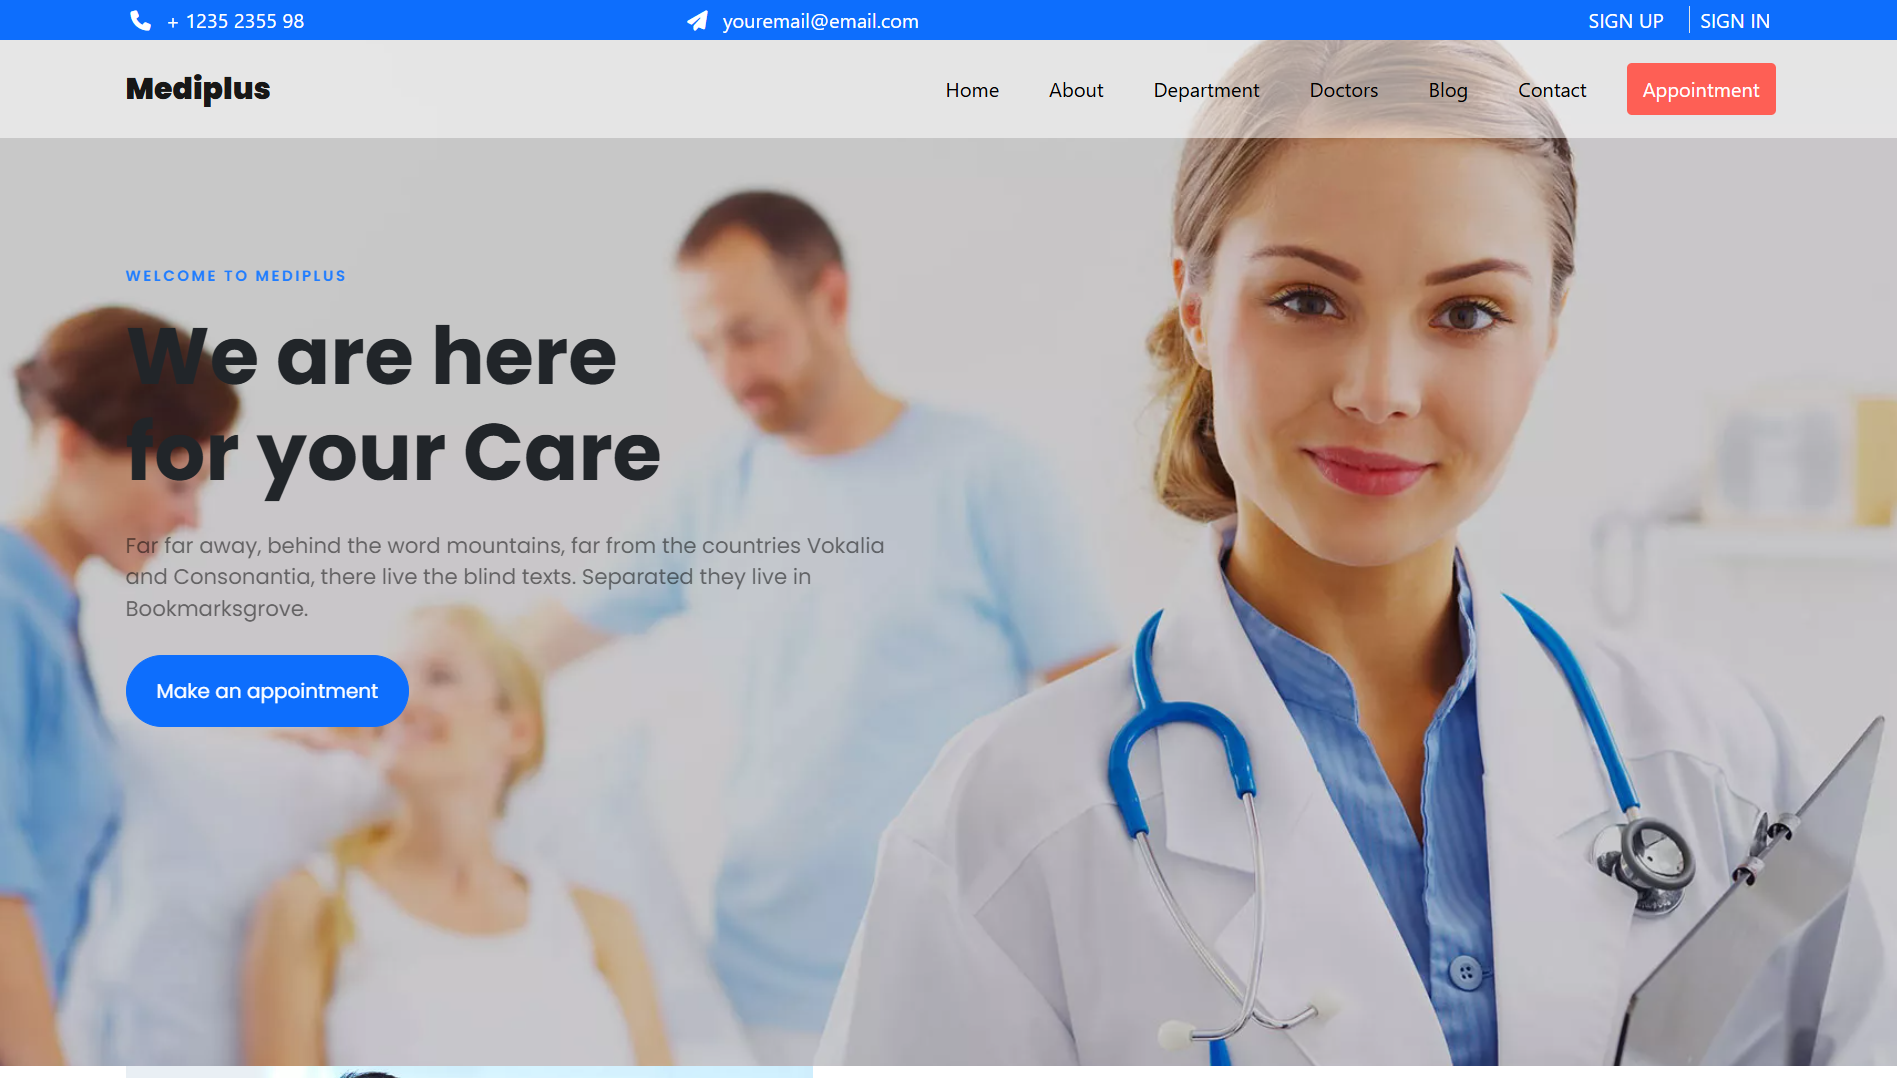 + 1235 2355 98
youremail@email.com
SIGN UP
SIGN IN
Mediplus
Home
About
Department
Doctors
Blog
Contact
Appointment
WELCOME TO MEDIPLUS
We are here
for your Care
Far far away, behind the word mountains, far from the countries Vokalia
and Consonantia, there live the blind texts. Separated they live in
Bookmarksgrove.
Make an appointment